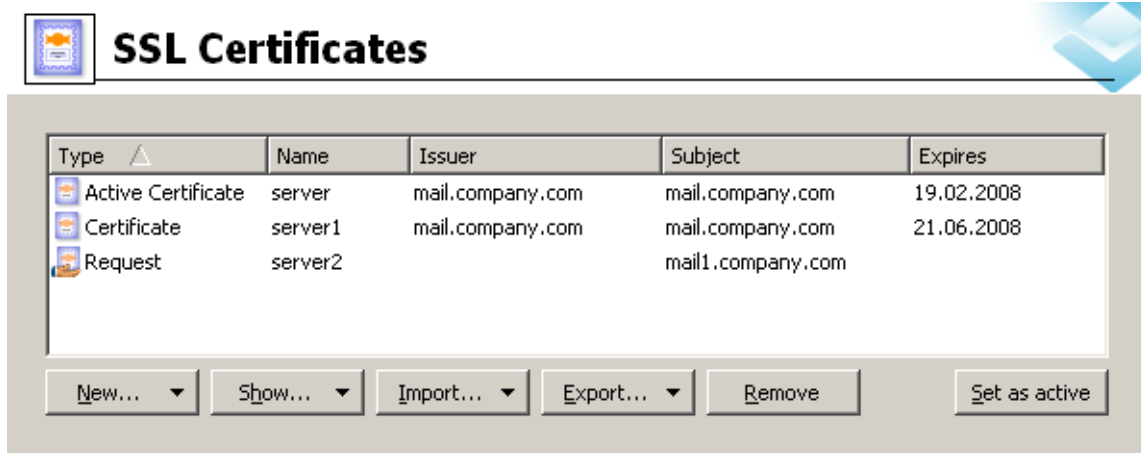 SSL Certificates
Type Name Issuer Subject Expires
Active Certificate server mail.company.com mail.company.com 19.02.2008
Certificate server1 mail.company.com mail.company.com 21.06.2008
Request server2 mail1.company.com
New... Show... Import... Export... Remove Set as active